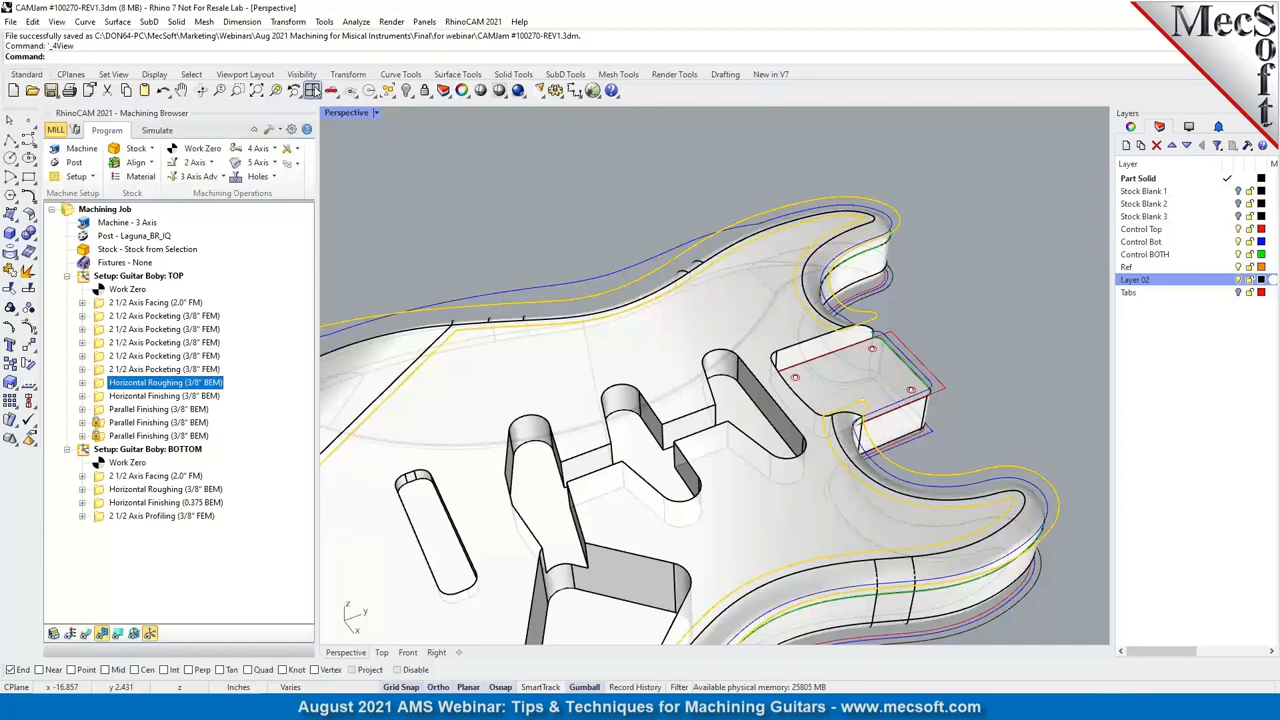 CAMJam #100270-REV1.3dm (8 MB) - Rhino 7 Not For Resale Lab - [Perspective]
File Edit View Curve Surface SubD Solid Mesh Dimension Transform Tools Analyze Render Panels RhinoCAM 2021 Help
File successfully saved as C:\DON64-PC\MecSoft\Marketing\Webinars\Aug 2021 Machining for Misical Instruments\Final\for webinar\CAMJam #100270-REV1.3dm.
Command: '_4View
Command:
MecSoft
Standard CPlanes Set View Display Select Viewport Layout Visibility Transform Curve Tools Surface Tools Solid Tools SubD Tools Mesh Tools Render Tools Drafting New in V7
RhinoCAM 2021 - Machining Browser
MILL Program Simulate
Machine Stock Work Zero 4 Axis
Post Align 2 Axis 5 Axis
Setup Material 3 Axis Adv Holes
Machine Setup Stock Machining Operations
Machining Job
Machine - 3 Axis
Post - Laguna_BR_IQ
Stock - Stock from Selection
Fixtures - None
Setup: Guitar Boby: TOP
Work Zero
2 1/2 Axis Facing (2.0" FM)
2 1/2 Axis Pocketing (3/8" FEM)
2 1/2 Axis Pocketing (3/8" FEM)
2 1/2 Axis Pocketing (3/8" FEM)
2 1/2 Axis Pocketing (3/8" FEM)
2 1/2 Axis Pocketing (3/8" FEM)
Horizontal Roughing (3/8" BEM)
Horizontal Finishing (3/8" BEM)
Parallel Finishing (3/8" BEM)
Parallel Finishing (3/8" BEM)
Parallel Finishing (3/8" BEM)
Setup: Guitar Boby: BOTTOM
Work Zero
2 1/2 Axis Facing (2.0" FM)
Horizontal Roughing (3/8" BEM)
Horizontal Finishing (0.375 BEM)
2 1/2 Axis Profiling (3/8" FEM)
Perspective
z
y
x
Perspective Top Front Right
Layers
Layer M
Part Solid
Stock Blank 1
Stock Blank 2
Stock Blank 3
Control Top
Control Bot
Control BOTH
Ref
Layer 02
Tabs
End Near Point Mid Cen Int Perp Tan Quad Knot Vertex Project Disable
CPlane x -16.857 y 2.431 z Inches Varies Grid Snap Ortho Planar Osnap SmartTrack Gumball Record History Filter Available physical memory: 25805 MB
August 2021 AMS Webinar: Tips & Techniques for Machining Guitars - www.mecsoft.com